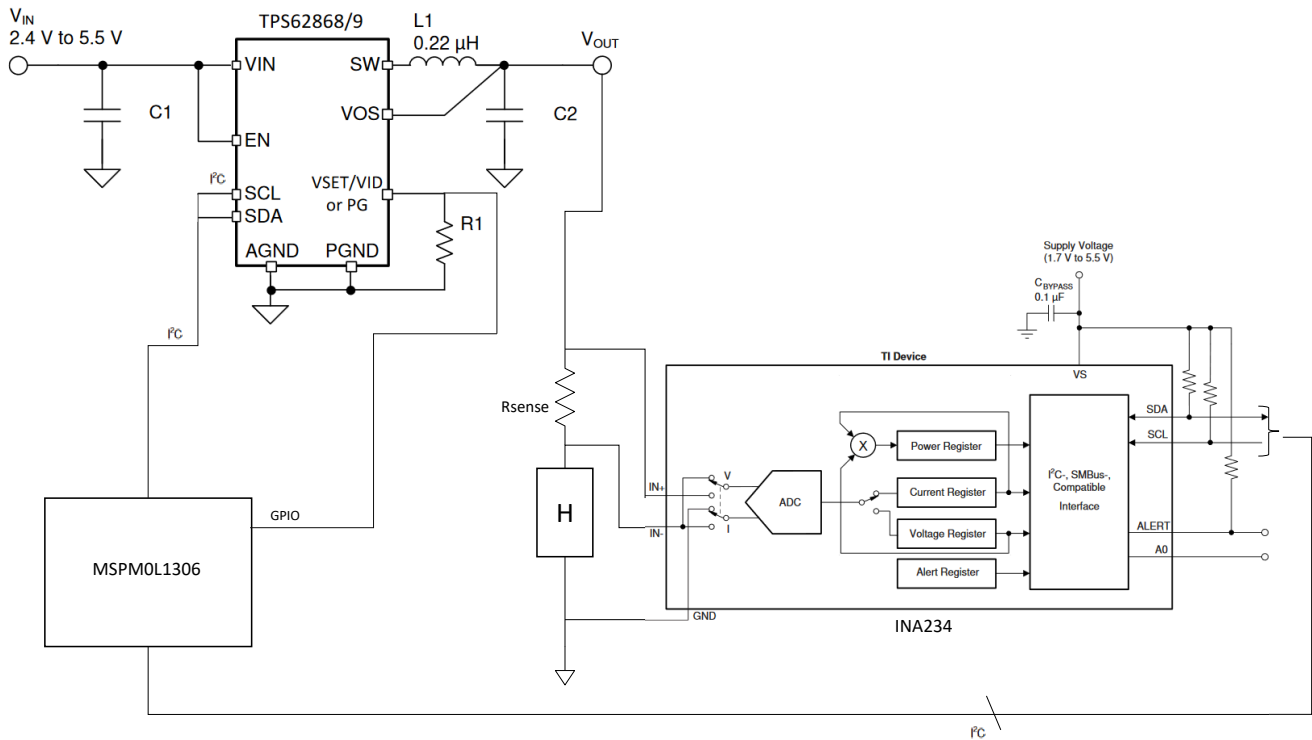 V_IN
2.4 V to 5.5 V
TPS62868/9
L1
0.22 µH
V_OUT
VIN
SW
C1
VOS
C2
EN
I²C
SCL
SDA
VSET/VID
or PG
R1
AGND
PGND
I²C
Supply Voltage
(1.7 V to 5.5 V)
C_BYPASS
0.1 µF
TI Device
VS
Rsense
SDA
SCL
X
Power Register
V
IN+
ADC
Current Register
I²C-, SMBus-,
Compatible
Interface
H
GPIO
IN-
I
Voltage Register
ALERT
A0
MSPM0L1306
Alert Register
GND
INA234
I²C